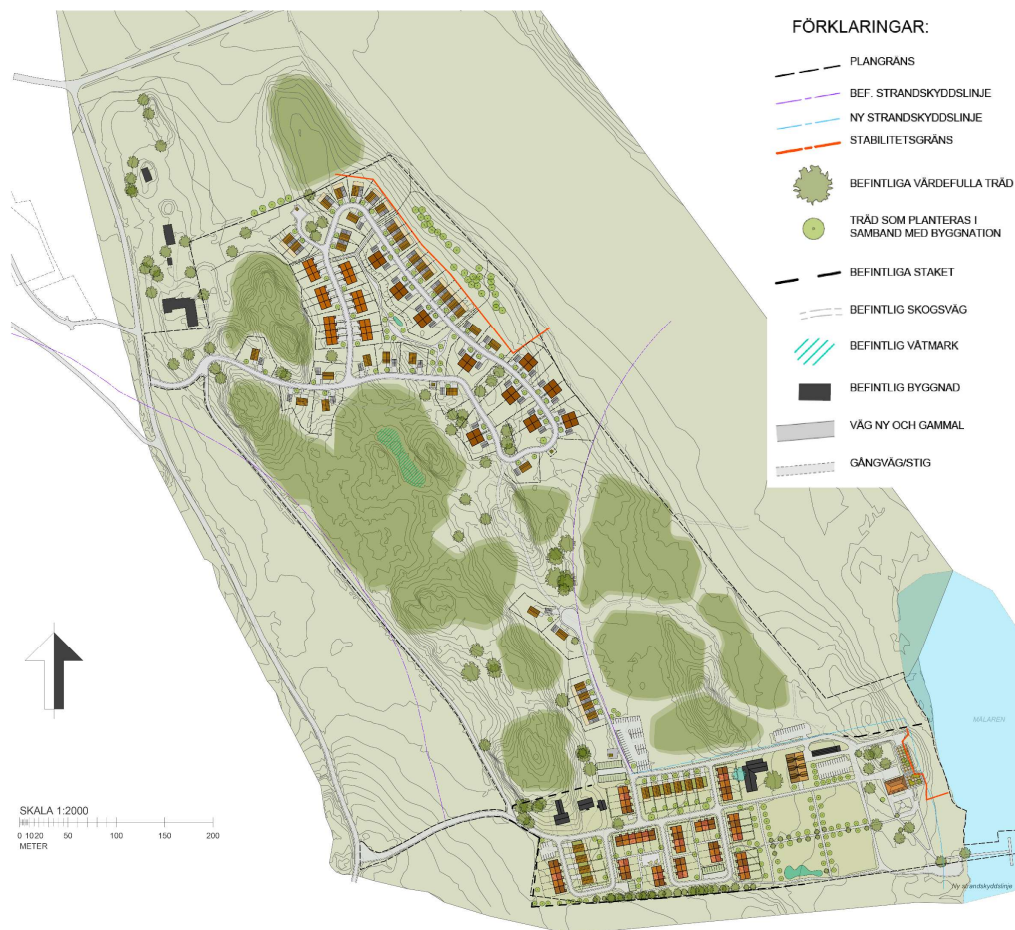 FÖRKLARINGAR:
PLANGRÄNS
BEF. STRANDSKYDDSLINJE
NY STRANDSKYDDSLINJE
STABILITETSGRÄNS
BEFINTLIGA VÄRDEFULLA TRÄD
TRÄD SOM PLANTERAS I
SAMBAND MED BYGGNATION
BEFINTLIGA STAKET
BEFINTLIG SKOGSVÄG
BEFINTLIG VÅTMARK
BEFINTLIG BYGGNAD
VÄG NY OCH GAMMAL
GÅNGVÄG/STIG
MÄLAREN
SKALA 1:2000
0 10 20 50 100 150 200
METER
Ny strandskyddslinje